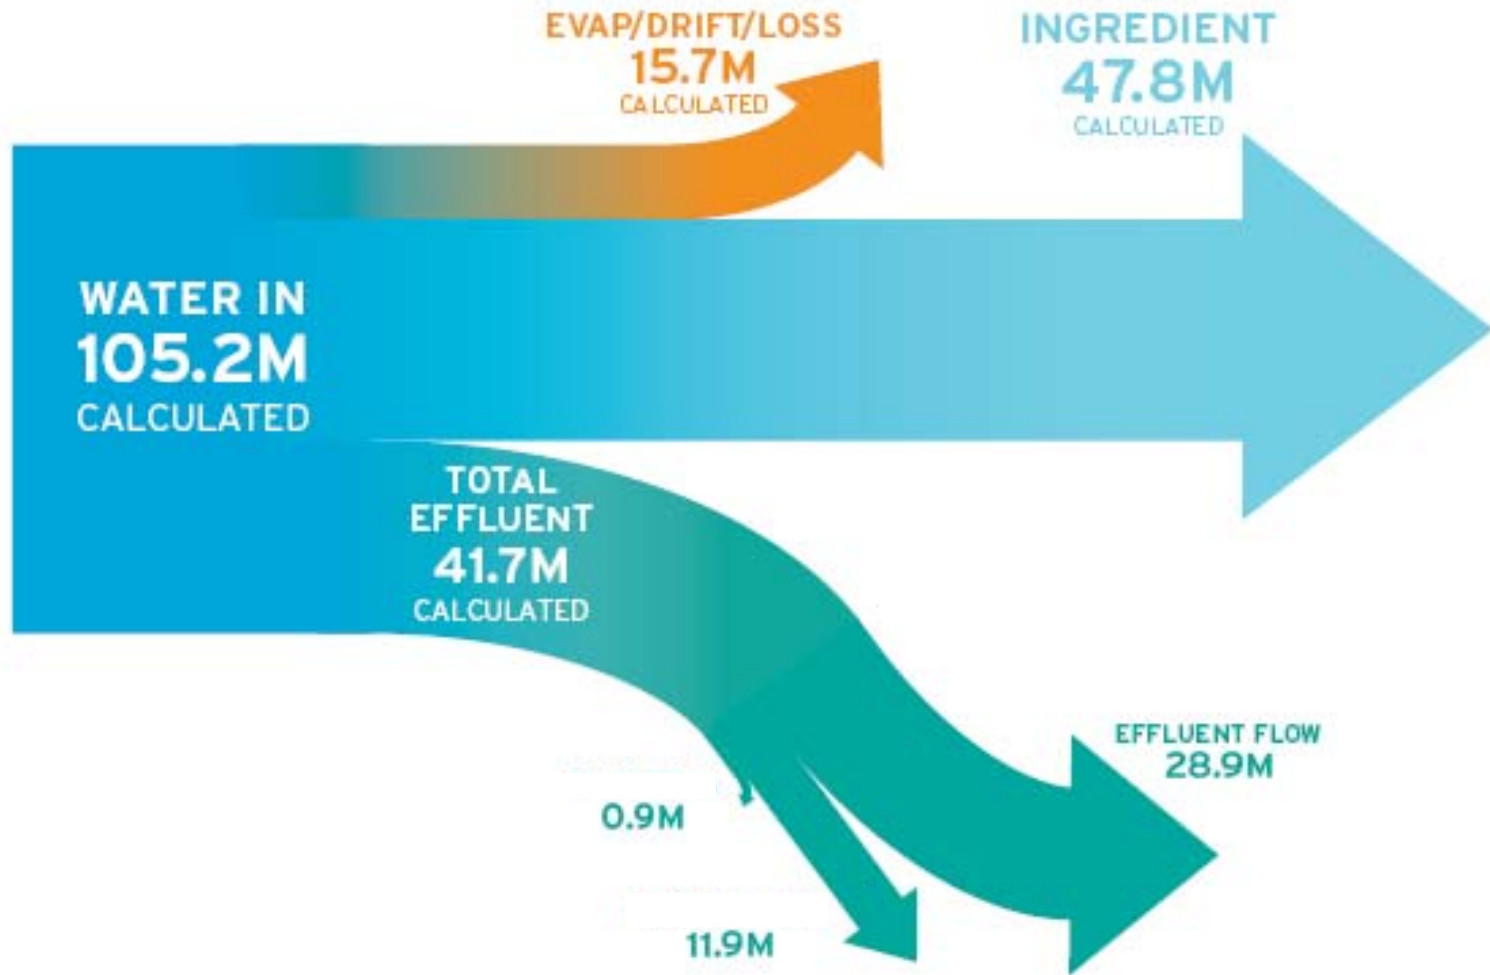 EVAP/DRIFT/LOSS
15.7M
CALCULATED
INGREDIENT
47.8M
CALCULATED
WATER IN
105.2M
CALCULATED
TOTAL
EFFLUENT
41.7M
CALCULATED
EFFLUENT FLOW
28.9M
0.9M
11.9M